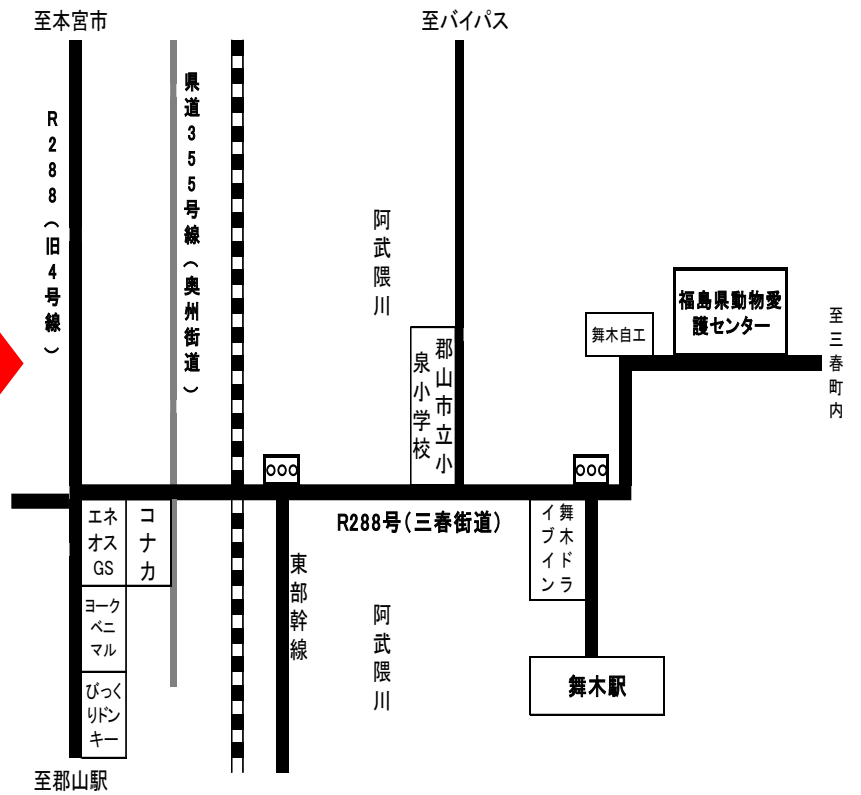 至本宮市
至バイパス
R288（旧4号線）
県道355号線（奥州街道）
阿武隈川
福島県動物愛
護センター
舞木自工
至三春町内
郡山市立小
泉小学校
R288号（三春街道）
エネ
オス
GS
コナカ
舞木ドラ
イブイン
東部幹線
阿武隈川
ヨーク
ベニ
マル
びっく
りドン
キー
舞木駅
至郡山駅